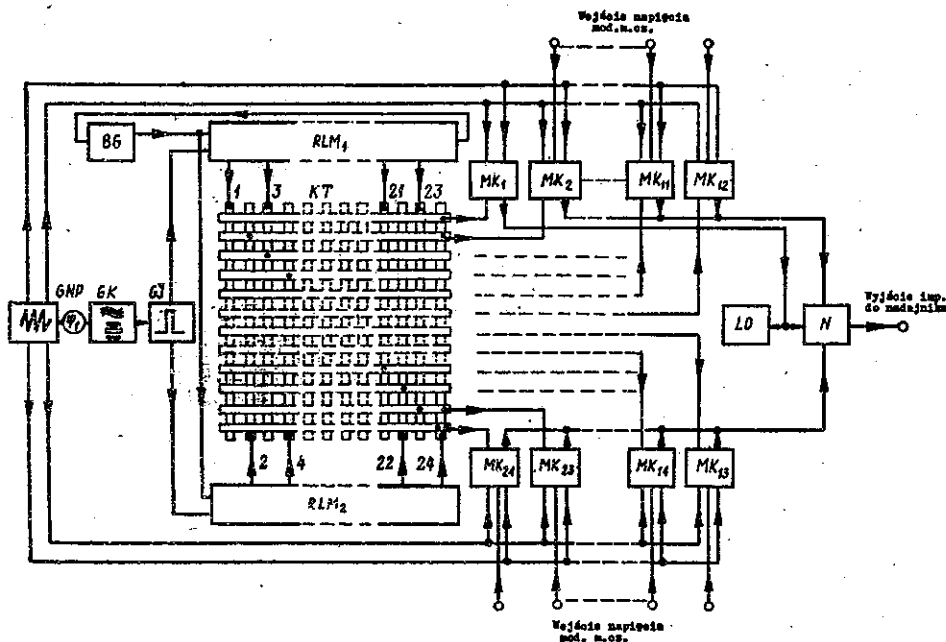 Wejście napięcia
mod.m.cz.
BG
RLM1
1 3 KT 21 23
MK1 MK2 MK11 MK12
GNP GK GJ
φt
LO N
Wyjście imp.
do nadajnika
2 4 22 24
RLM2
MK24 MK23 MK14 MK13
Wejście napięcia
mod. m.cz.